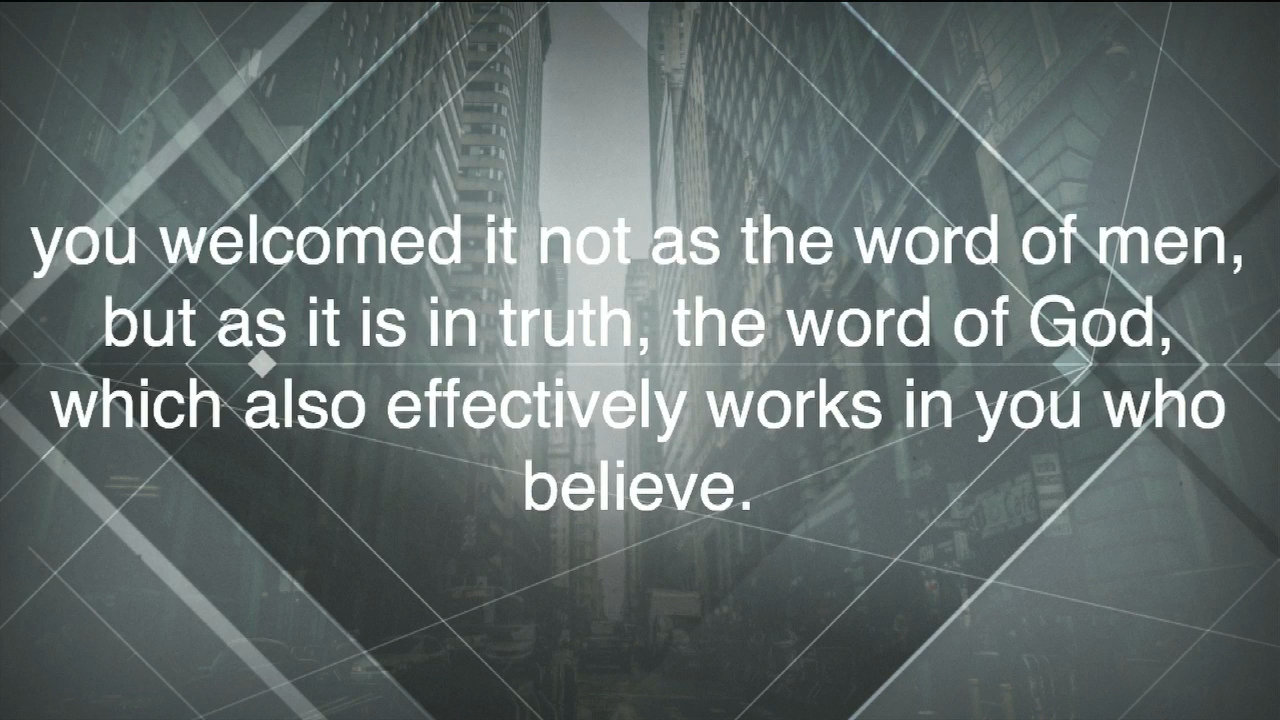 you welcomed it not as the word of men,
but as it is in truth, the word of God,
which also effectively works in you who
believe.